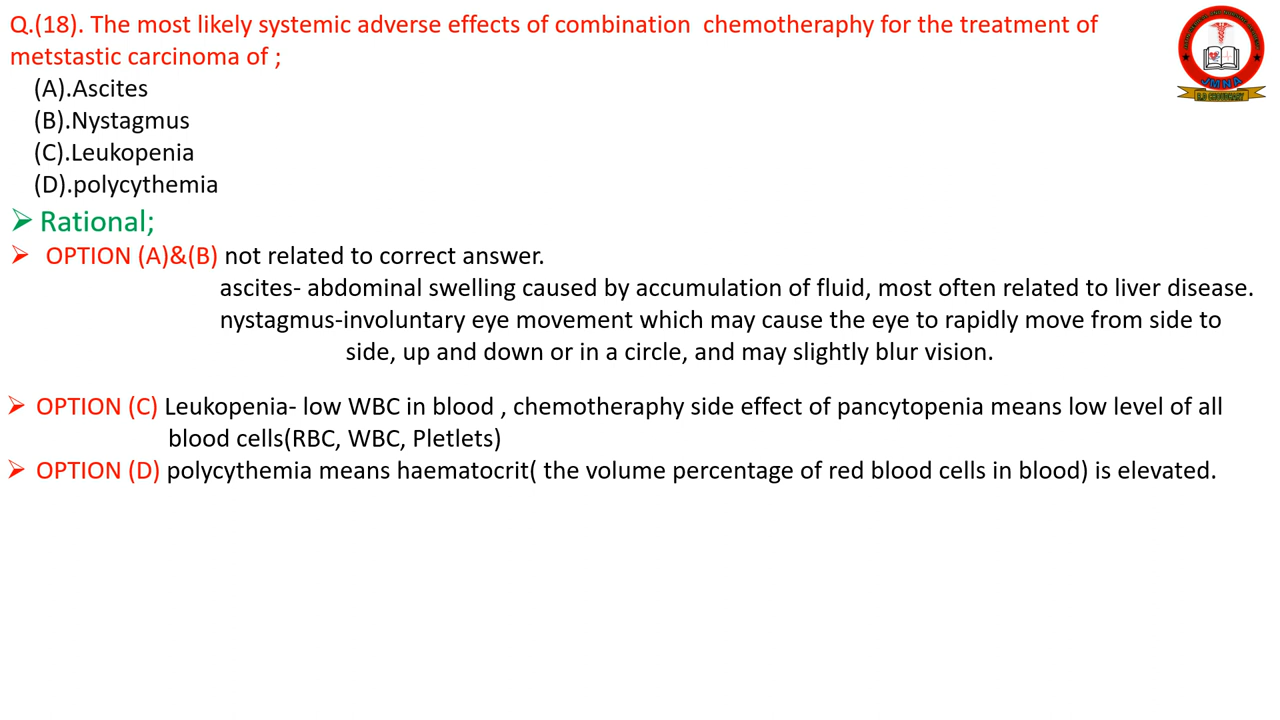 Q.(18). The most likely systemic adverse effects of combination chemotheraphy for the treatment of
metstastic carcinoma of ;
(A).Ascites
(B).Nystagmus
(C).Leukopenia
(D).polycythemia
Rational;
OPTION (A)&(B) not related to correct answer.
ascites- abdominal swelling caused by accumulation of fluid, most often related to liver disease.
nystagmus-involuntary eye movement which may cause the eye to rapidly move from side to
side, up and down or in a circle, and may slightly blur vision.
OPTION (C) Leukopenia- low WBC in blood , chemotheraphy side effect of pancytopenia means low level of all
blood cells(RBC, WBC, Pletlets)
OPTION (D) polycythemia means haematocrit( the volume percentage of red blood cells in blood) is elevated.
JMNA